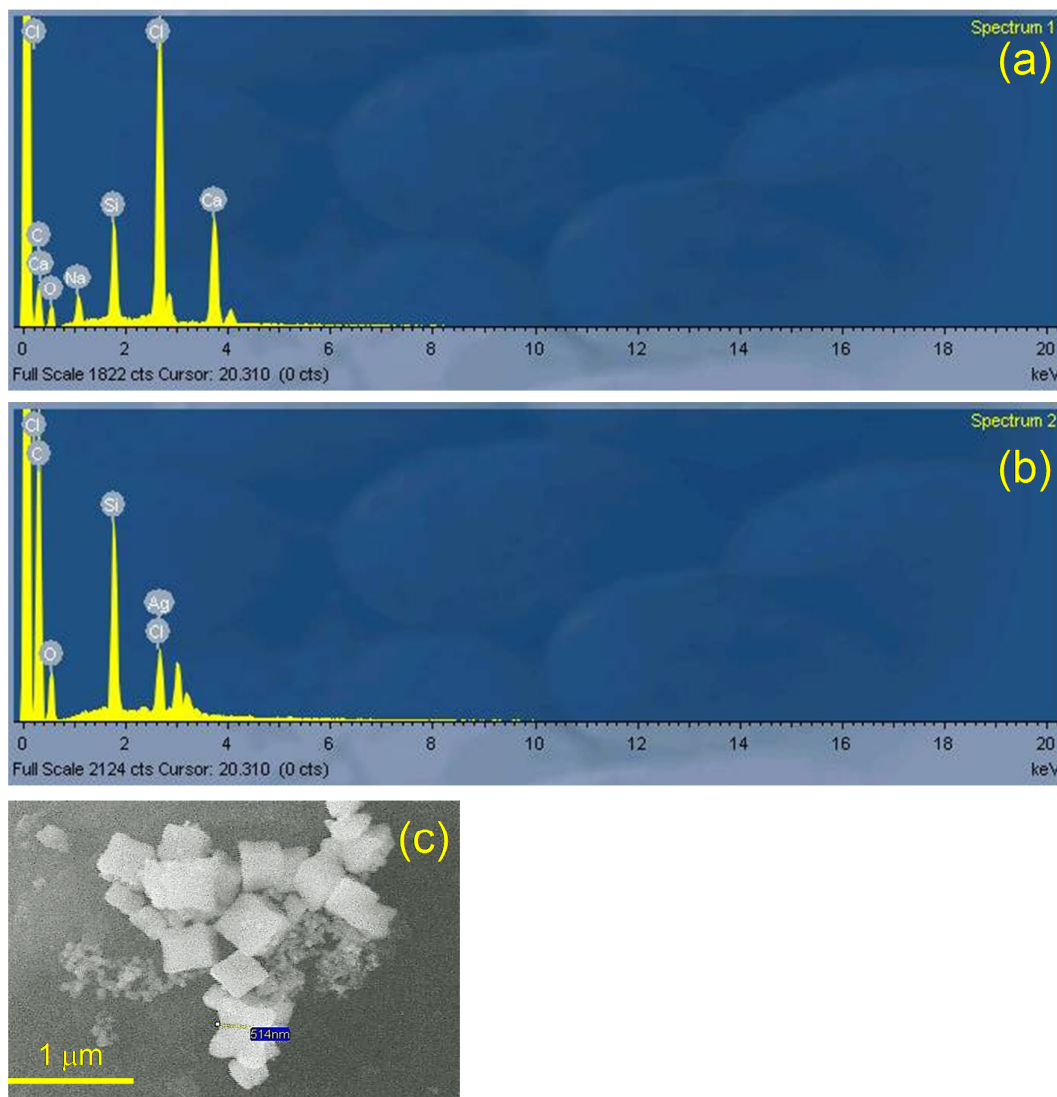 Spectrum 1
(a)
Cl
Cl
Si
Ca
C
Ca
O
Na
0 2 4 6 8 10 12 14 16 18 20
Full Scale 1822 cts Cursor: 20.310 (0 cts)
keV
Spectrum 2
(b)
Cl
C
Si
Ag
Cl
O
0 2 4 6 8 10 12 14 16 18 20
Full Scale 2124 cts Cursor: 20.310 (0 cts)
keV
(c)
514nm
1 μm